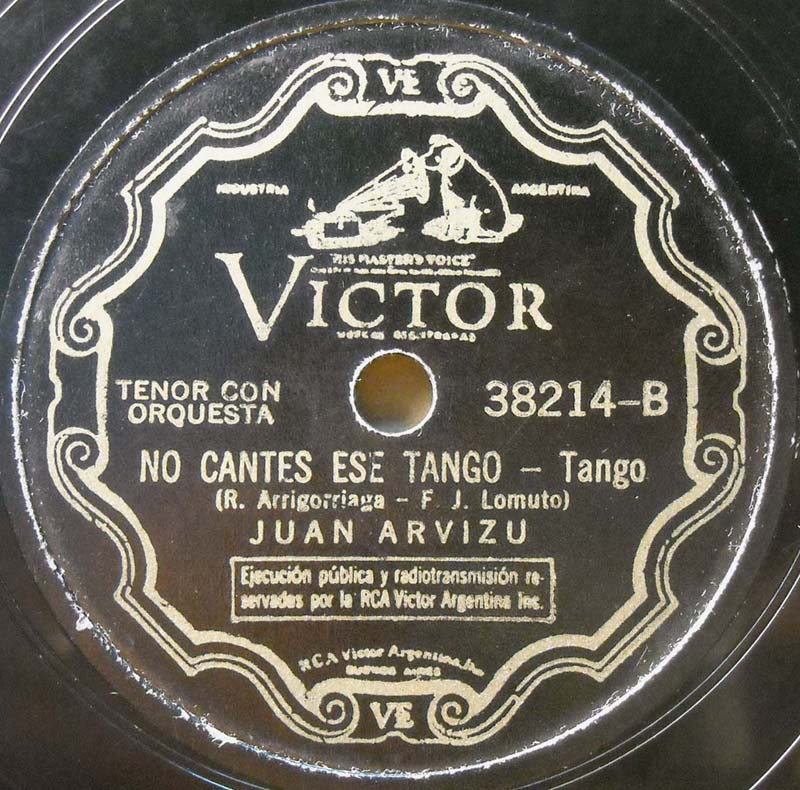 VE
INDUSTRIA ARGENTINA
"HIS MASTER'S VOICE"
VICTOR
TENOR CON
ORQUESTA
38214-B
NO CANTES ESE TANGO – Tango
(R. Arrigorriaga – F. J. Lomuto)
JUAN ARVIZU
Ejecución pública y radiotransmisión re-
servadas por la RCA Victor Argentina Inc.
RCA Victor Argentina, Inc.
BUENOS AIRES
VE